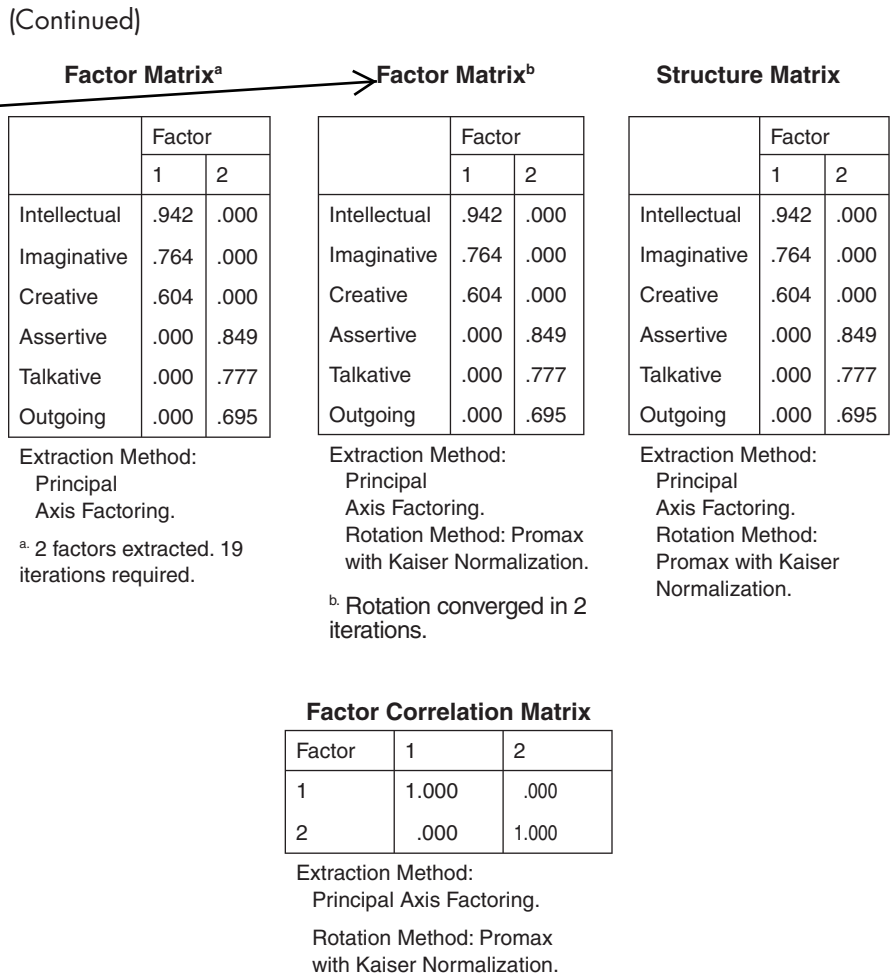 (Continued)
Factor Matrixᵃ
Factor
1 2
Intellectual .942 .000
Imaginative .764 .000
Creative .604 .000
Assertive .000 .849
Talkative .000 .777
Outgoing .000 .695
Extraction Method:
Principal
Axis Factoring.
a. 2 factors extracted. 19
iterations required.
Factor Matrixᵇ
Factor
1 2
Intellectual .942 .000
Imaginative .764 .000
Creative .604 .000
Assertive .000 .849
Talkative .000 .777
Outgoing .000 .695
Extraction Method:
Principal
Axis Factoring.
Rotation Method: Promax
with Kaiser Normalization.
b. Rotation converged in 2
iterations.
Structure Matrix
Factor
1 2
Intellectual .942 .000
Imaginative .764 .000
Creative .604 .000
Assertive .000 .849
Talkative .000 .777
Outgoing .000 .695
Extraction Method:
Principal
Axis Factoring.
Rotation Method:
Promax with Kaiser
Normalization.
Factor Correlation Matrix
Factor 1 2
1 1.000 .000
2 .000 1.000
Extraction Method:
Principal Axis Factoring.
Rotation Method: Promax
with Kaiser Normalization.